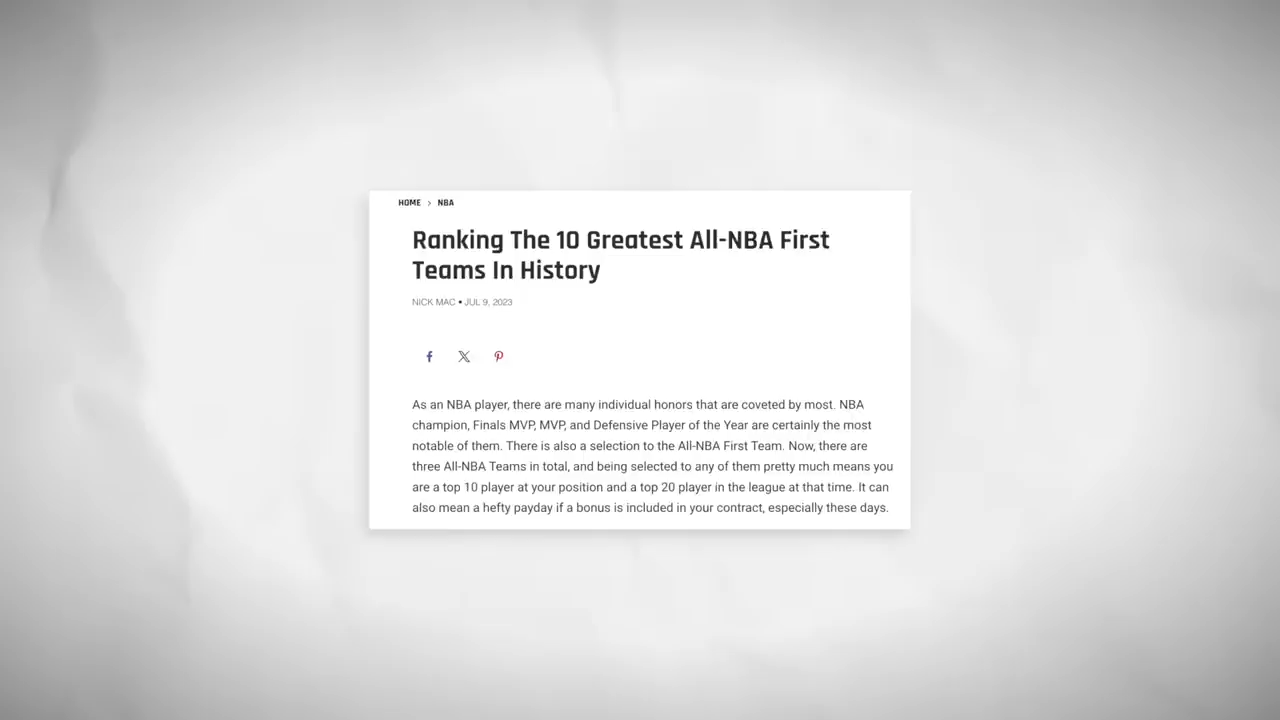 HOME > NBA
Ranking The 10 Greatest All-NBA First
Teams In History
NICK MAC • JUL 9, 2023
As an NBA player, there are many individual honors that are coveted by most. NBA
champion, Finals MVP, MVP, and Defensive Player of the Year are certainly the most
notable of them. There is also a selection to the All-NBA First Team. Now, there are
three All-NBA Teams in total, and being selected to any of them pretty much means you
are a top 10 player at your position and a top 20 player in the league at that time. It can
also mean a hefty payday if a bonus is included in your contract, especially these days.